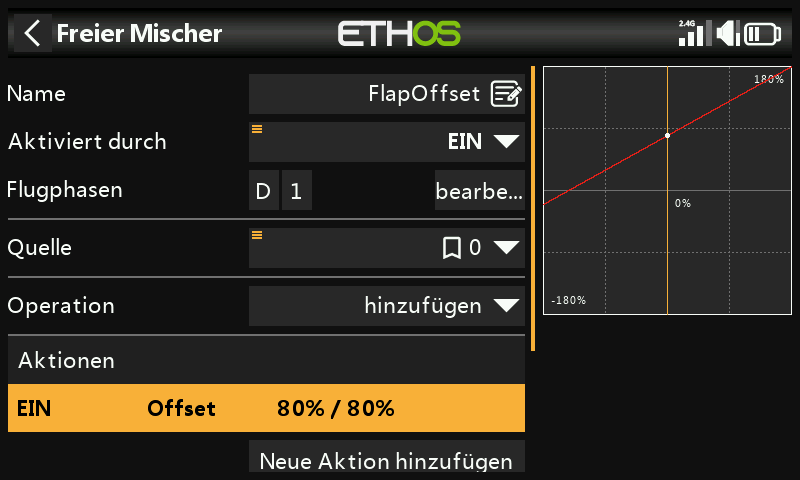 Freier Mischer
ETHOS
2.4G
Name
FlapOffset
Aktiviert durch
EIN
Flugphasen
D
1
bearbe...
Quelle
0
Operation
hinzufügen
Aktionen
EIN Offset 80% / 80%
Neue Aktion hinzufügen
180%
0%
-180%